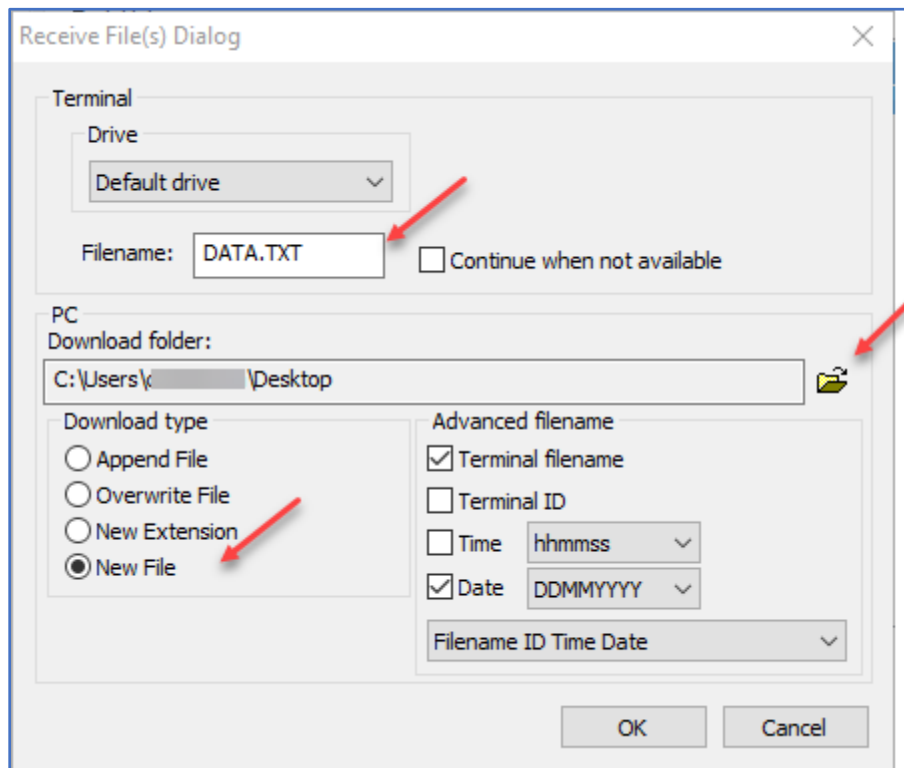 Receive File(s) Dialog
Terminal
Drive
Default drive
Filename: DATA.TXT
Continue when not available
PC
Download folder:
C:\Users\ \Desktop
Download type
Append File
Overwrite File
New Extension
New File
Advanced filename
Terminal filename
Terminal ID
Time hhmmss
Date DDMMYYYY
Filename ID Time Date
OK Cancel